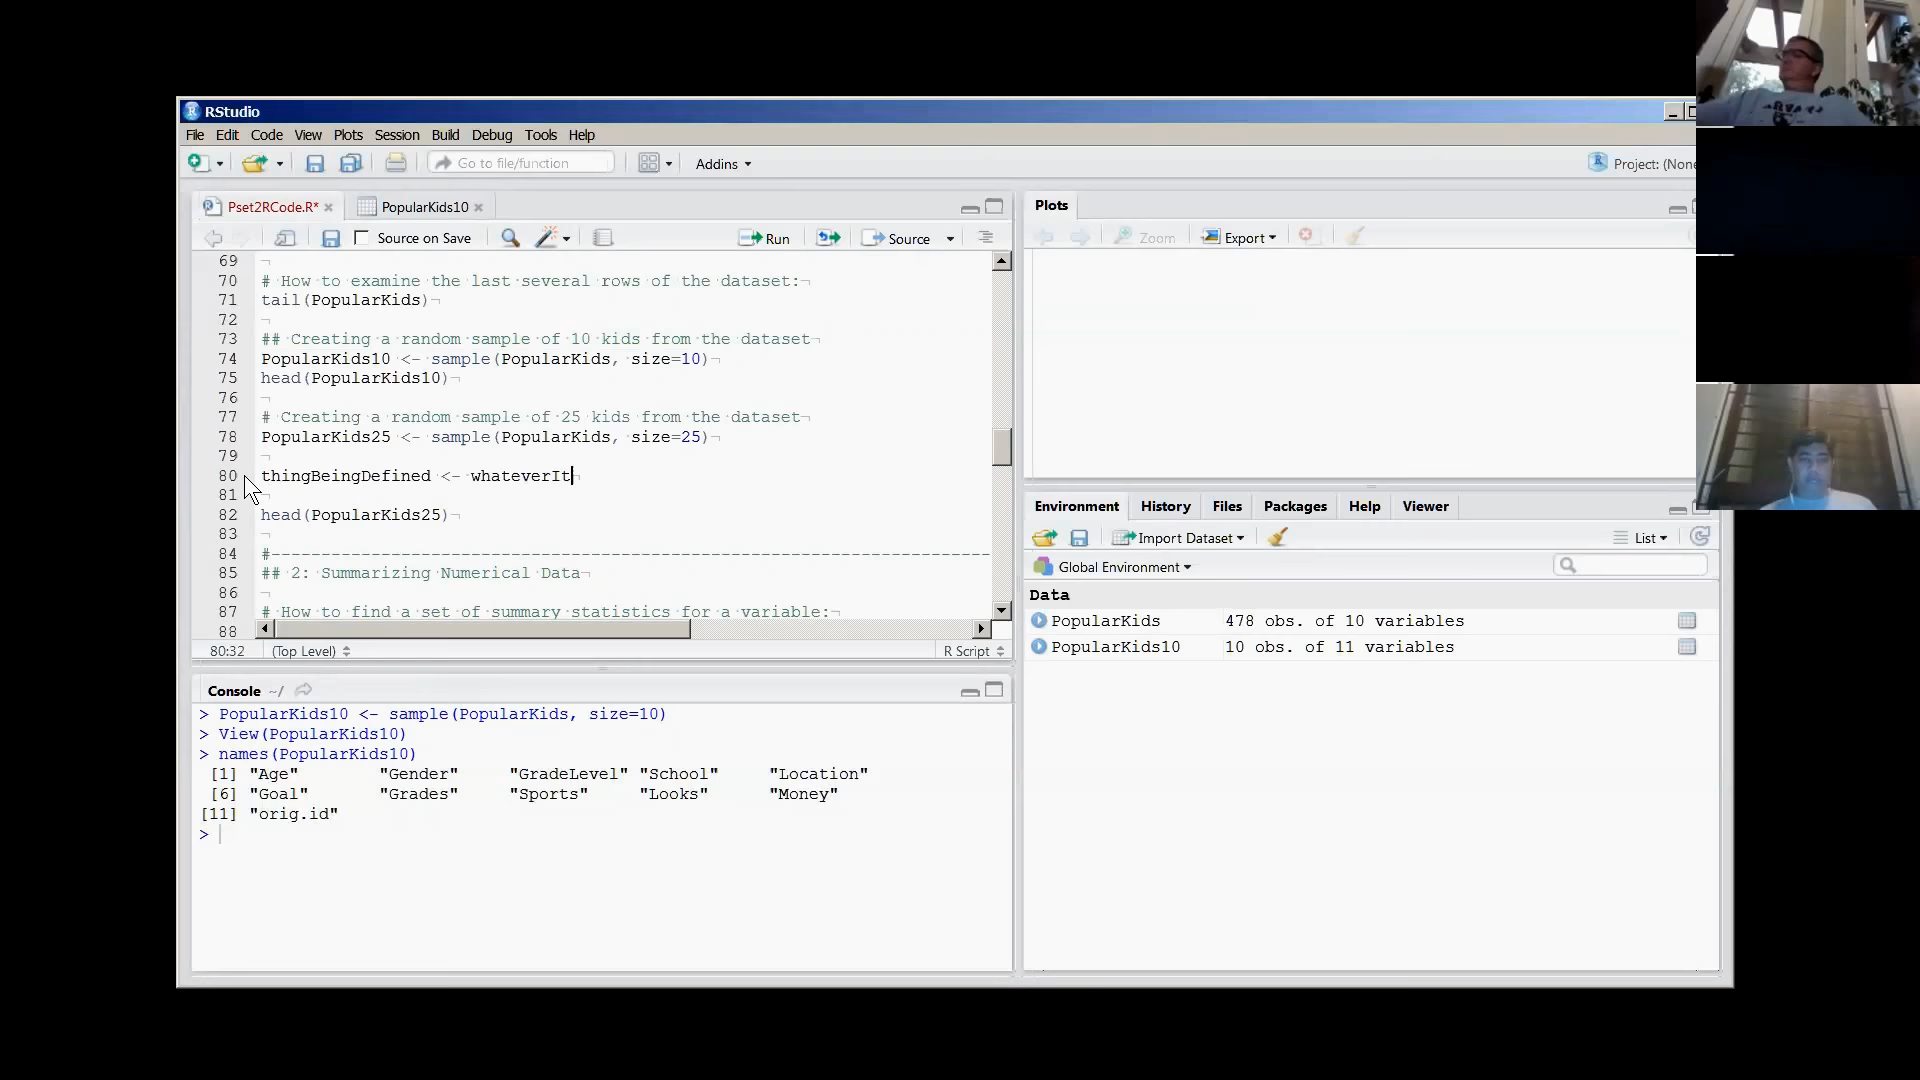 RStudio
File Edit Code View Plots Session Build Debug Tools Help
Go to file/function Addins Project: (None
Pset2RCode.R* PopularKids10
Source on Save Run Source
69
70 # How to examine the last several rows of the dataset:
71 tail(PopularKids)
72
73 ## Creating a random sample of 10 kids from the dataset
74 PopularKids10 <- sample(PopularKids, size=10)
75 head(PopularKids10)
76
77 # Creating a random sample of 25 kids from the dataset
78 PopularKids25 <- sample(PopularKids, size=25)
79
80 thingBeingDefined <- whateverIt
81
82 head(PopularKids25)
83
84 #------------------------------------------------------------------------
85 ## 2: Summarizing Numerical Data
86
87 # How to find a set of summary statistics for a variable:
88
80:32 (Top Level) R Script
Console ~/
> PopularKids10 <- sample(PopularKids, size=10)
> View(PopularKids10)
> names(PopularKids10)
[1] "Age" "Gender" "GradeLevel" "School" "Location"
[6] "Goal" "Grades" "Sports" "Looks" "Money"
[11] "orig.id"
>
Plots
Zoom Export
Environment History Files Packages Help Viewer
Import Dataset List
Global Environment
Data
PopularKids 478 obs. of 10 variables
PopularKids10 10 obs. of 11 variables